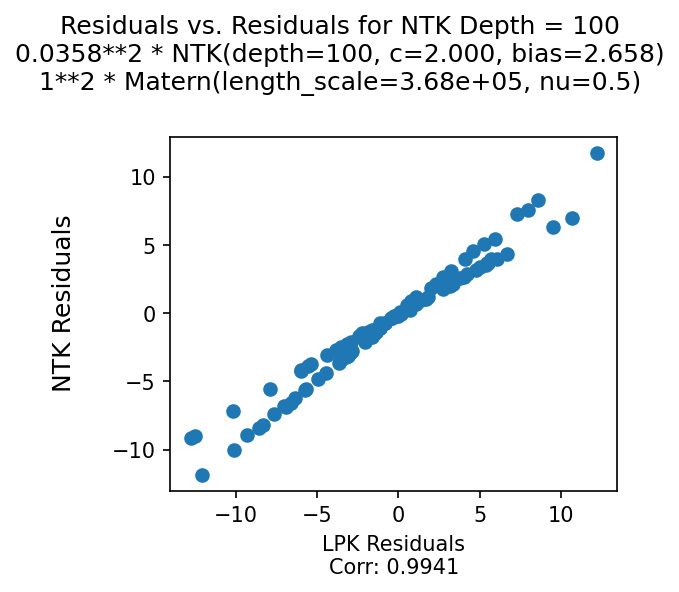 Residuals vs. Residuals for NTK Depth = 100
0.0358**2 * NTK(depth=100, c=2.000, bias=2.658)
1**2 * Matern(length_scale=3.68e+05, nu=0.5)
NTK Residuals
10
5
0
−5
−10
−10
−5
0
5
10
LPK Residuals
Corr: 0.9941